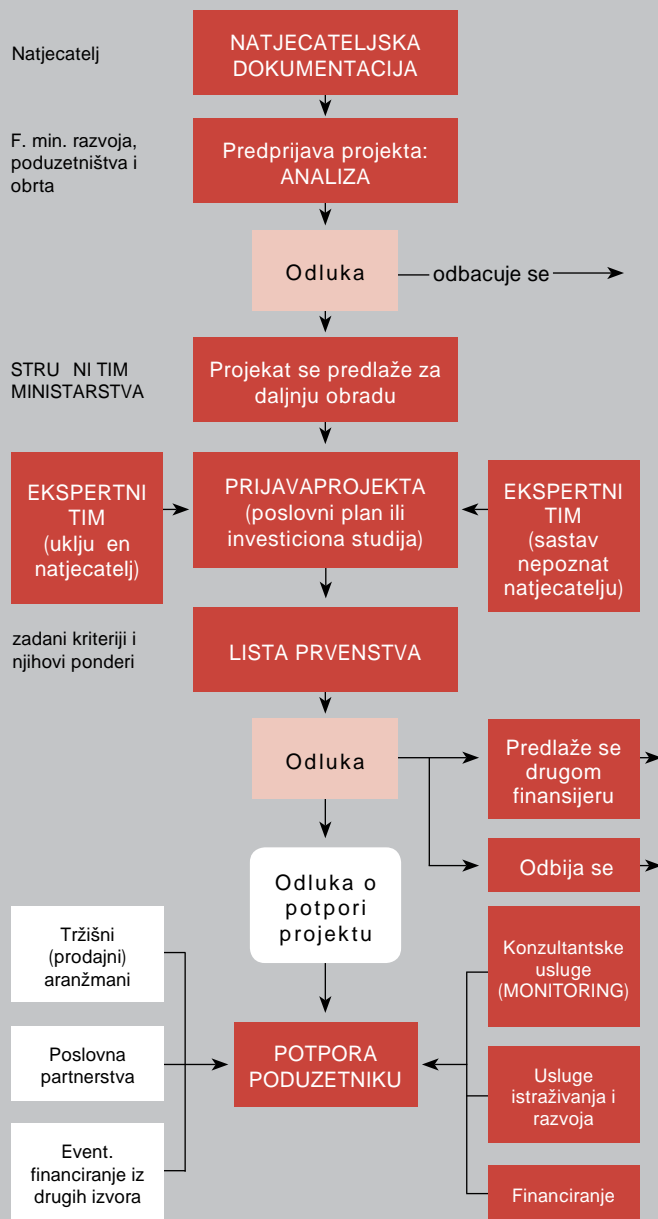 Natjecatelj
NATJECATELJSKA
DOKUMENTACIJA
F. min. razvoja,
poduzetništva i
obrta
Predprijava projekta:
ANALIZA
Odluka
odbacuje se
STRU NI TIM
MINISTARSTVA
Projekat se predlaže za
daljnju obradu
EKSPERTNI
TIM
(uklju en
natjecatelj)
PRIJAVAPROJEKTA
(poslovni plan ili
investiciona studija)
EKSPERTNI
TIM
(sastav
nepoznat
natjecatelju)
zadani kriteriji i
njihovi ponderi
LISTA PRVENSTVA
Odluka
Predlaže se
drugom
finansijeru
Odbija se
Odluka o
potpori
projektu
Tržišni
(prodajni)
aranžmani
Poslovna
partnerstva
Event.
financiranje iz
drugih izvora
POTPORA
PODUZETNIKU
Konzultantske
usluge
(MONITORING)
Usluge
istraživanja i
razvoja
Financiranje